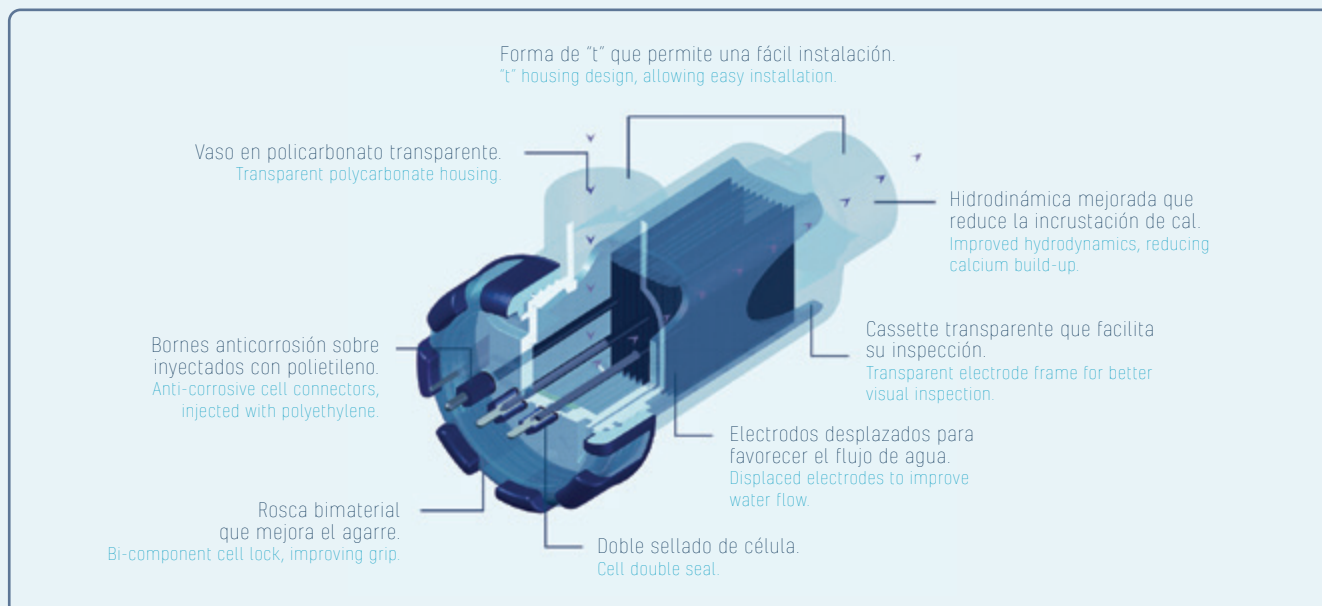 Forma de “t” que permite una fácil instalación.
“t” housing design, allowing easy installation.
Vaso en policarbonato transparente.
Transparent polycarbonate housing.
Hidrodinámica mejorada que
reduce la incrustación de cal.
Improved hydrodynamics, reducing
calcium build-up.
Bornes anticorrosión sobre
inyectados con polietileno.
Anti-corrosive cell connectors,
injected with polyethylene.
Cassette transparente que facilita
su inspección.
Transparent electrode frame for better
visual inspection.
Electrodos desplazados para
favorecer el flujo de agua.
Displaced electrodes to improve
water flow.
Rosca bimaterial
que mejora el agarre.
Bi-component cell lock, improving grip.
Doble sellado de célula.
Cell double seal.